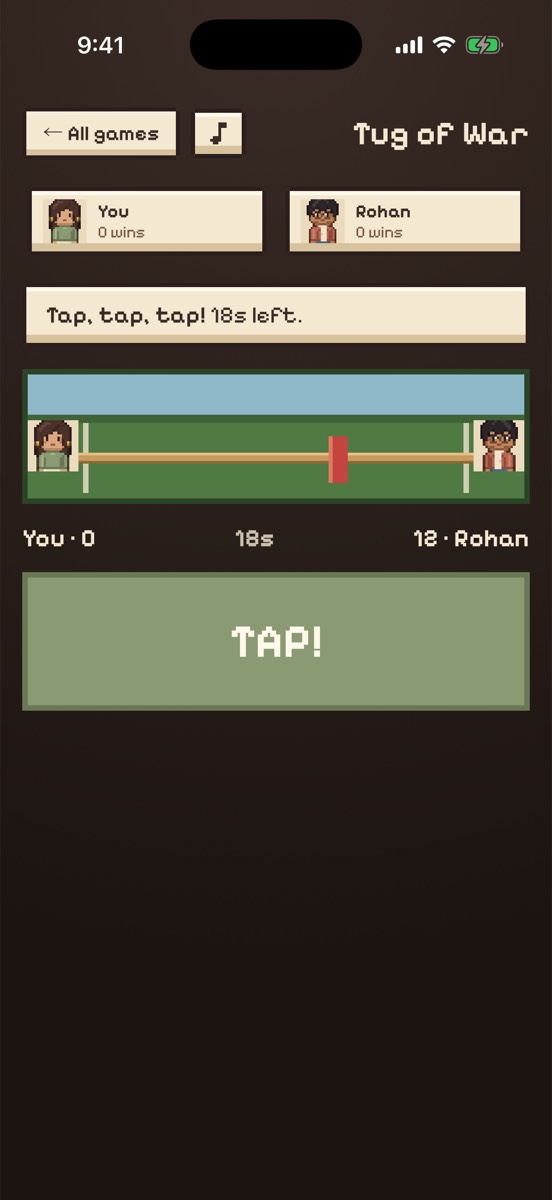 9:41
← All games
Tug of War
You
0 wins
Rohan
0 wins
Tap, tap, tap! 18s left.
You · 0
18s
12 · Rohan
TAP!